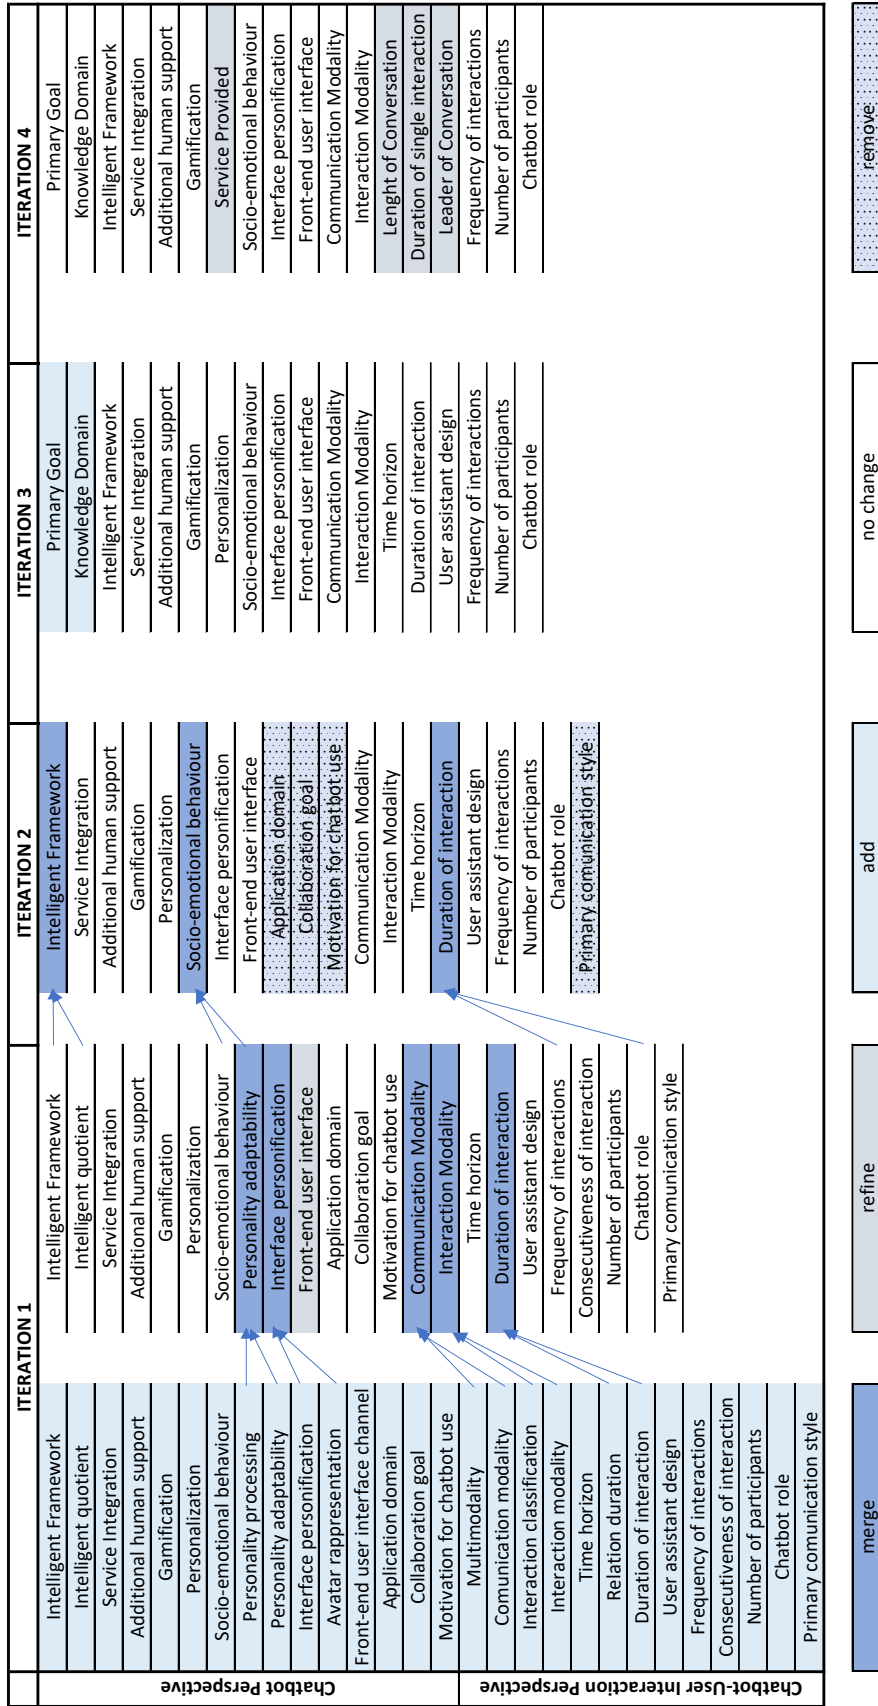 ITERATION 1
ITERATION 2
ITERATION 3
ITERATION 4
Chatbot Perspective
Chatbot-User Interaction Perspective
Intelligent Framework
Intelligent quotient
Service Integration
Additional human support
Gamification
Personalization
Socio-emotional behaviour
Personality processing
Personality adaptability
Interface personification
Avatar rappresentation
Front-end user interface channel
Application domain
Collaboration goal
Motivation for chatbot use
Multimodality
Comunication modality
Interaction classification
Interaction modality
Time horizon
Relation duration
Duration of interaction
User assistant design
Frequency of interactions
Consecutiveness of interaction
Number of participants
Chatbot role
Primary comunication style
Intelligent Framework
Intelligent quotient
Service Integration
Additional human support
Gamification
Personalization
Socio-emotional behaviour
Personality adaptability
Interface personification
Front-end user interface
Application domain
Collaboration goal
Motivation for chatbot use
Communication Modality
Interaction Modality
Time horizon
Duration of interaction
User assistant design
Frequency of interactions
Consecutiveness of interaction
Number of participants
Chatbot role
Primary comunication style
Intelligent Framework
Service Integration
Additional human support
Gamification
Personalization
Socio-emotional behaviour
Interface personification
Front-end user interface
Application domain
Collaboration goal
Motivation for chatbot use
Communication Modality
Interaction Modality
Time horizon
Duration of interaction
User assistant design
Frequency of interactions
Number of participants
Chatbot role
Primary comunication style
Primary Goal
Knowledge Domain
Intelligent Framework
Service Integration
Additional human support
Gamification
Personalization
Socio-emotional behaviour
Interface personification
Front-end user interface
Communication Modality
Interaction Modality
Time horizon
Duration of interaction
User assistant design
Frequency of interactions
Number of participants
Chatbot role
Primary Goal
Knowledge Domain
Intelligent Framework
Service Integration
Additional human support
Gamification
Service Provided
Socio-emotional behaviour
Interface personification
Front-end user interface
Communication Modality
Interaction Modality
Lenght of Conversation
Duration of single interaction
Leader of Conversation
Frequency of interactions
Number of participants
Chatbot role
merge
refine
add
no change
remove